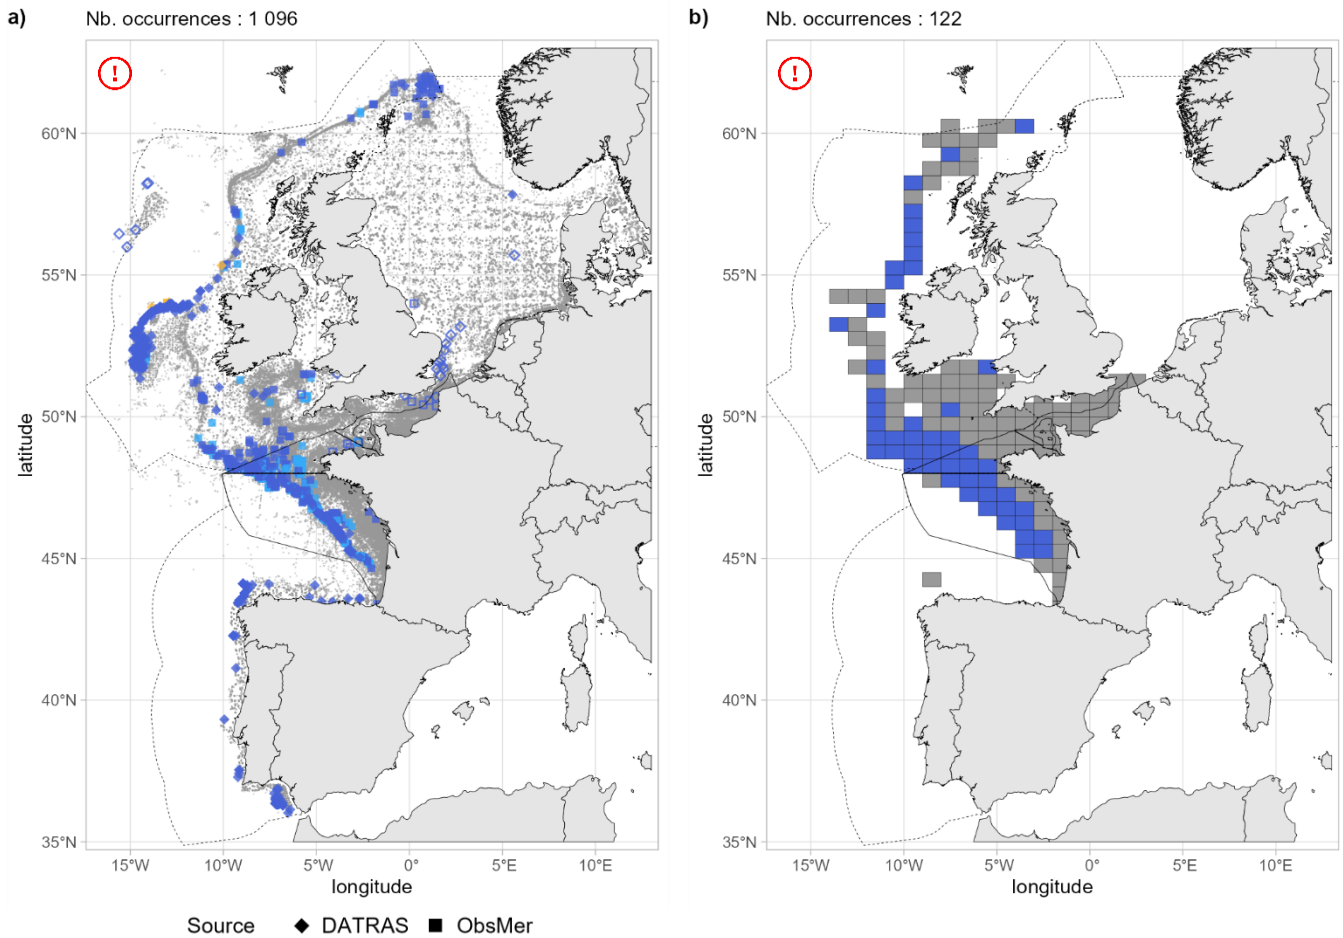 a) Nb. occurrences : 1 096
b) Nb. occurrences : 122
!
!
60°N
55°N
50°N
45°N
40°N
35°N
latitude
15°W 10°W 5°W 0° 5°E 10°E
longitude
60°N
55°N
50°N
45°N
40°N
35°N
latitude
15°W 10°W 5°W 0° 5°E 10°E
longitude
Source ◆ DATRAS ■ ObsMer